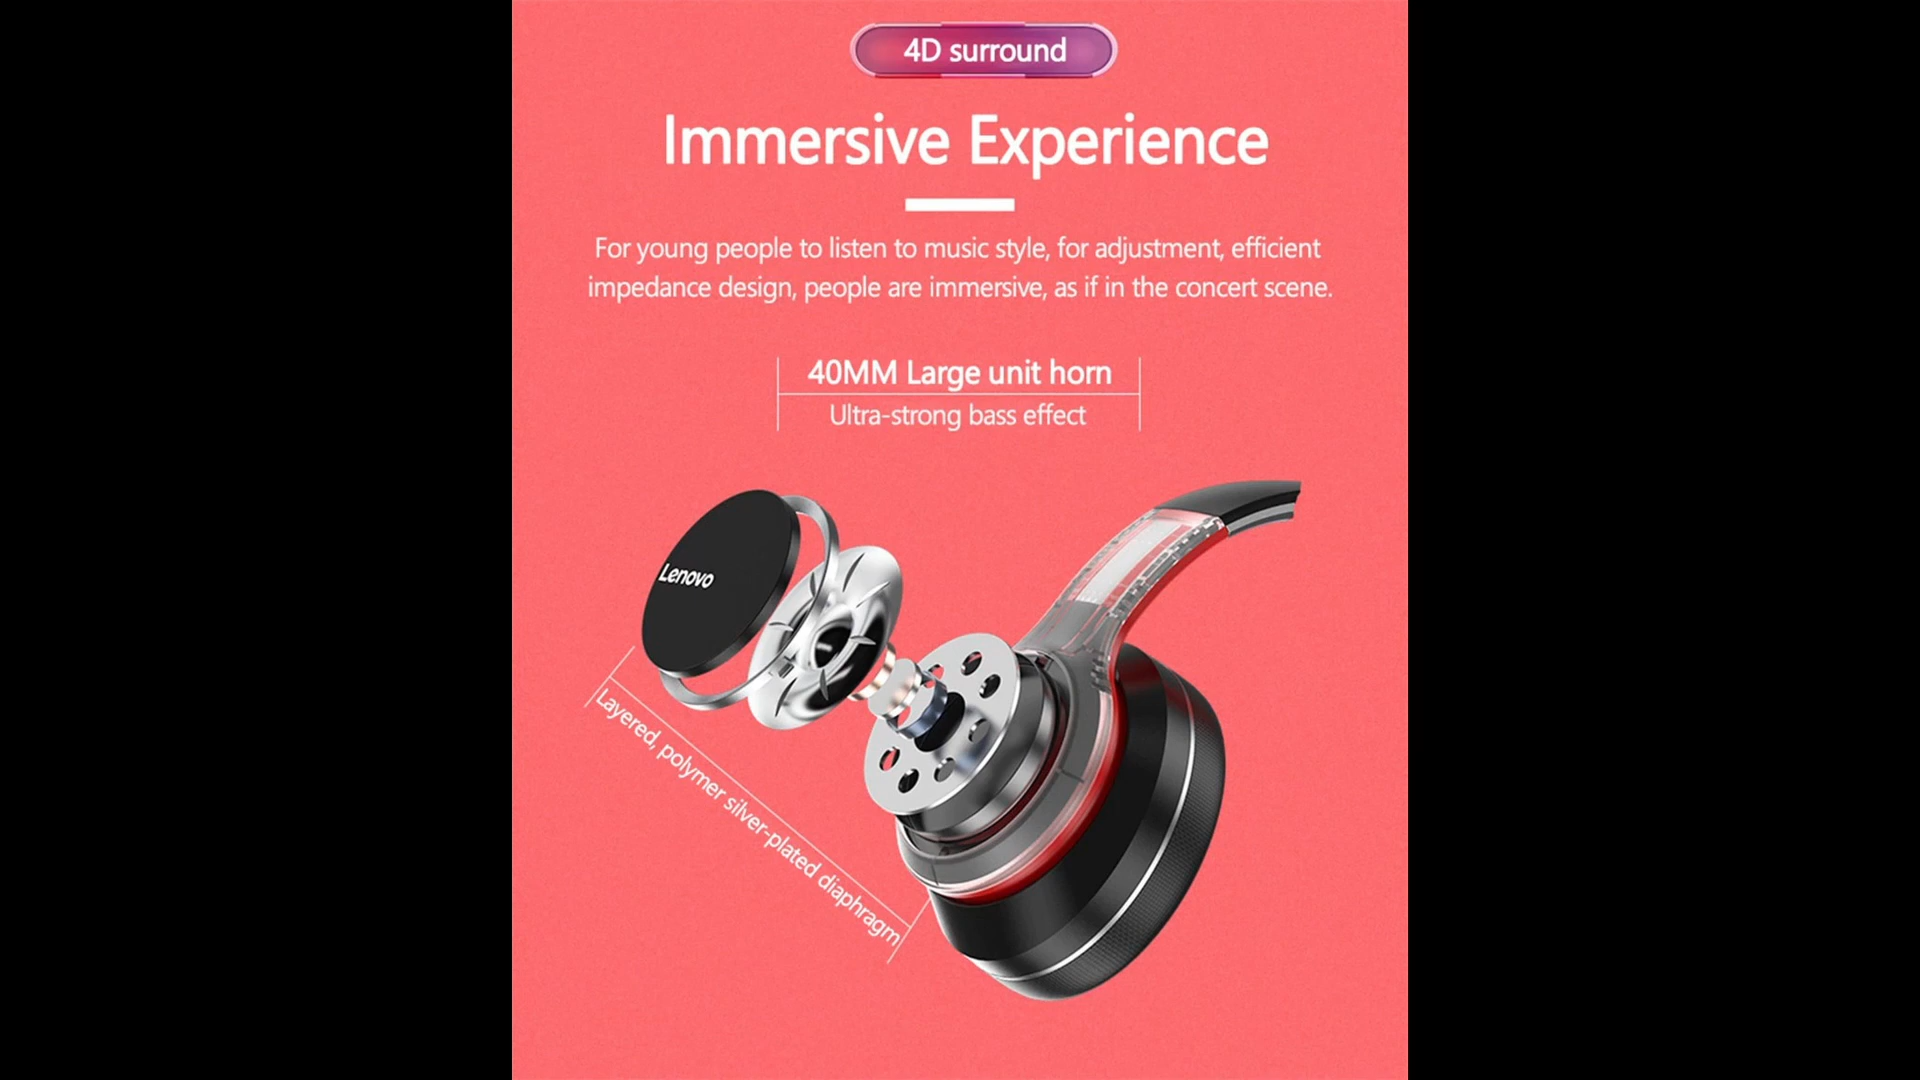 4D surround
Immersive Experience
For young people to listen to music style, for adjustment, efficient
impedance design, people are immersive, as if in the concert scene.
40MM Large unit horn
Ultra-strong bass effect
Lenovo
Layered, polymer silver-plated diaphragm